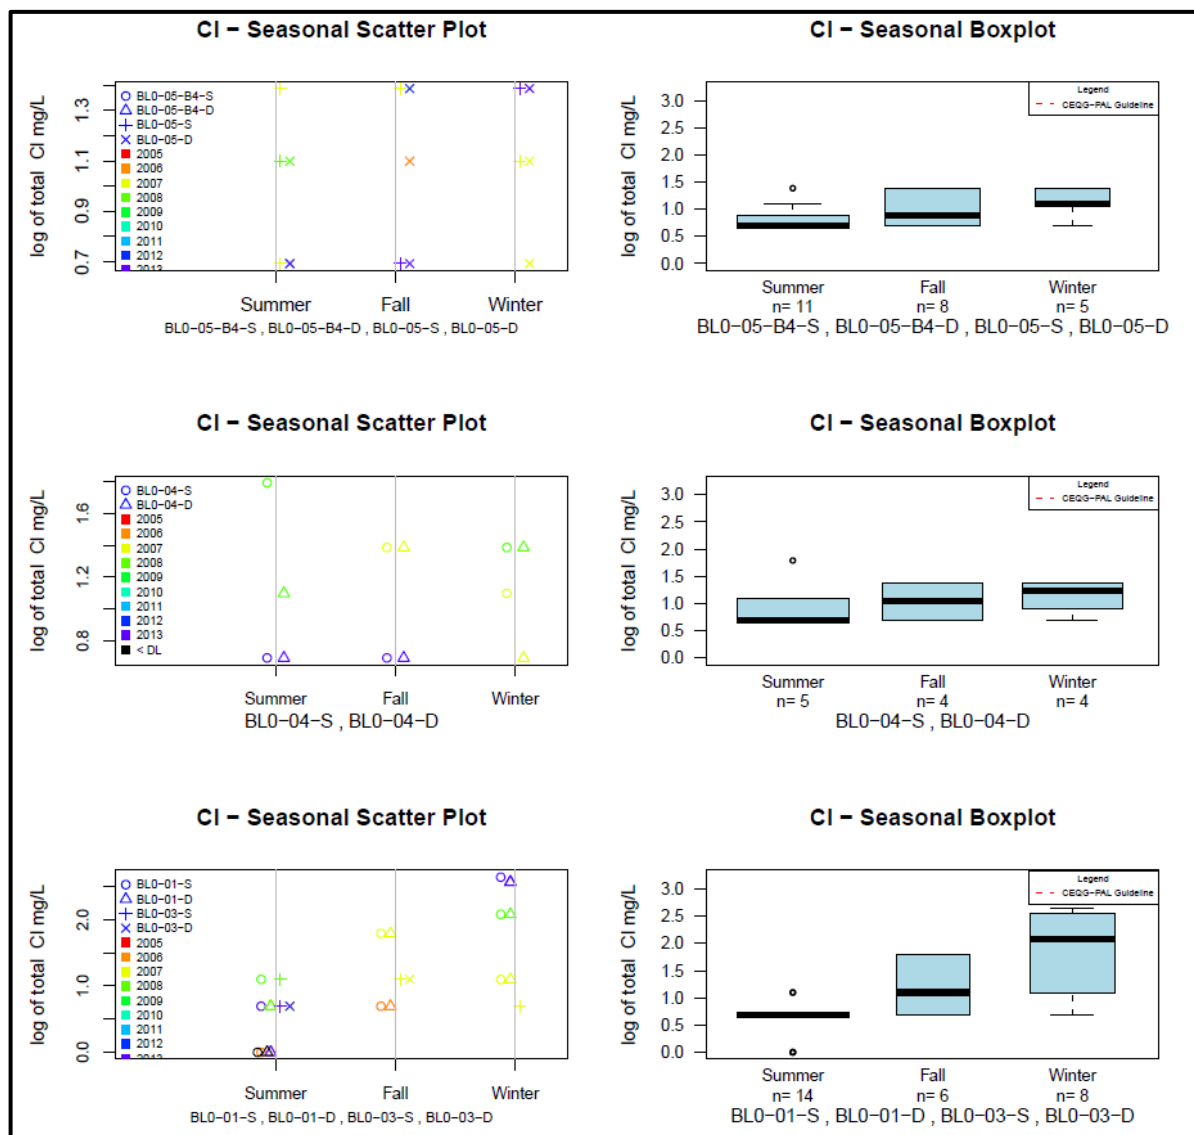 Cl − Seasonal Scatter Plot
log of total Cl mg/L
1.3
1.1
0.9
0.7
BL0−05−B4−S
BL0−05−B4−D
BL0−05−S
BL0−05−D
2005
2006
2007
2008
2009
2010
2011
2012
2013
Summer Fall Winter
BL0−05−B4−S , BL0−05−B4−D , BL0−05−S , BL0−05−D
Cl − Seasonal Boxplot
log of total Cl mg/L
3.0
2.5
2.0
1.5
1.0
0.5
0.0
Legend
CEQG−PAL Guideline
Summer Fall Winter
n= 11 n= 8 n= 5
BL0−05−B4−S , BL0−05−B4−D , BL0−05−S , BL0−05−D
Cl − Seasonal Scatter Plot
log of total Cl mg/L
1.6
1.2
0.8
BL0−04−S
BL0−04−D
2005
2006
2007
2008
2009
2010
2011
2012
2013
< DL
Summer Fall Winter
BL0−04−S , BL0−04−D
Cl − Seasonal Boxplot
log of total Cl mg/L
3.0
2.5
2.0
1.5
1.0
0.5
0.0
Legend
CEQG−PAL Guideline
Summer Fall Winter
n= 5 n= 4 n= 4
BL0−04−S , BL0−04−D
Cl − Seasonal Scatter Plot
log of total Cl mg/L
2.0
1.0
0.0
BL0−01−S
BL0−01−D
BL0−03−S
BL0−03−D
2005
2006
2007
2008
2009
2010
2011
2012
2013
Summer Fall Winter
BL0−01−S , BL0−01−D , BL0−03−S , BL0−03−D
Cl − Seasonal Boxplot
log of total Cl mg/L
3.0
2.5
2.0
1.5
1.0
0.5
0.0
Legend
CEQG−PAL Guideline
Summer Fall Winter
n= 14 n= 6 n= 8
BL0−01−S , BL0−01−D , BL0−03−S , BL0−03−D